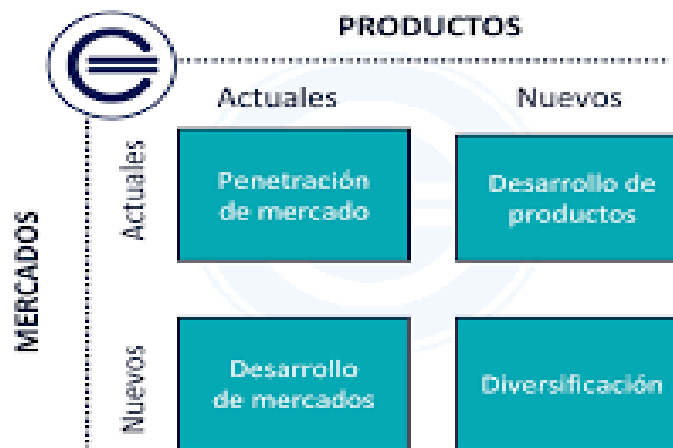 PRODUCTOS
Actuales
Nuevos
MERCADOS
Actuales
Penetración
de mercado
Desarrollo de
productos
Nuevos
Desarrollo
de mercados
Diversificación